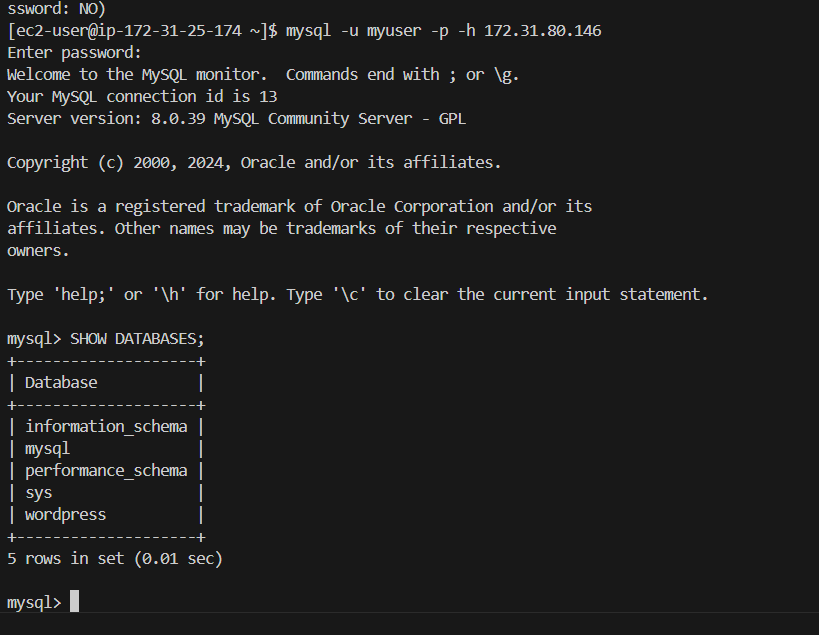 ssword: NO)
[ec2-user@ip-172-31-25-174 ~]$ mysql -u myuser -p -h 172.31.80.146
Enter password:
Welcome to the MySQL monitor.  Commands end with ; or \g.
Your MySQL connection id is 13
Server version: 8.0.39 MySQL Community Server - GPL

Copyright (c) 2000, 2024, Oracle and/or its affiliates.

Oracle is a registered trademark of Oracle Corporation and/or its
affiliates. Other names may be trademarks of their respective
owners.

Type 'help;' or '\h' for help. Type '\c' to clear the current input statement.

mysql> SHOW DATABASES;
+--------------------+
| Database           |
+--------------------+
| information_schema |
| mysql              |
| performance_schema |
| sys                |
| wordpress          |
+--------------------+
5 rows in set (0.01 sec)

mysql>